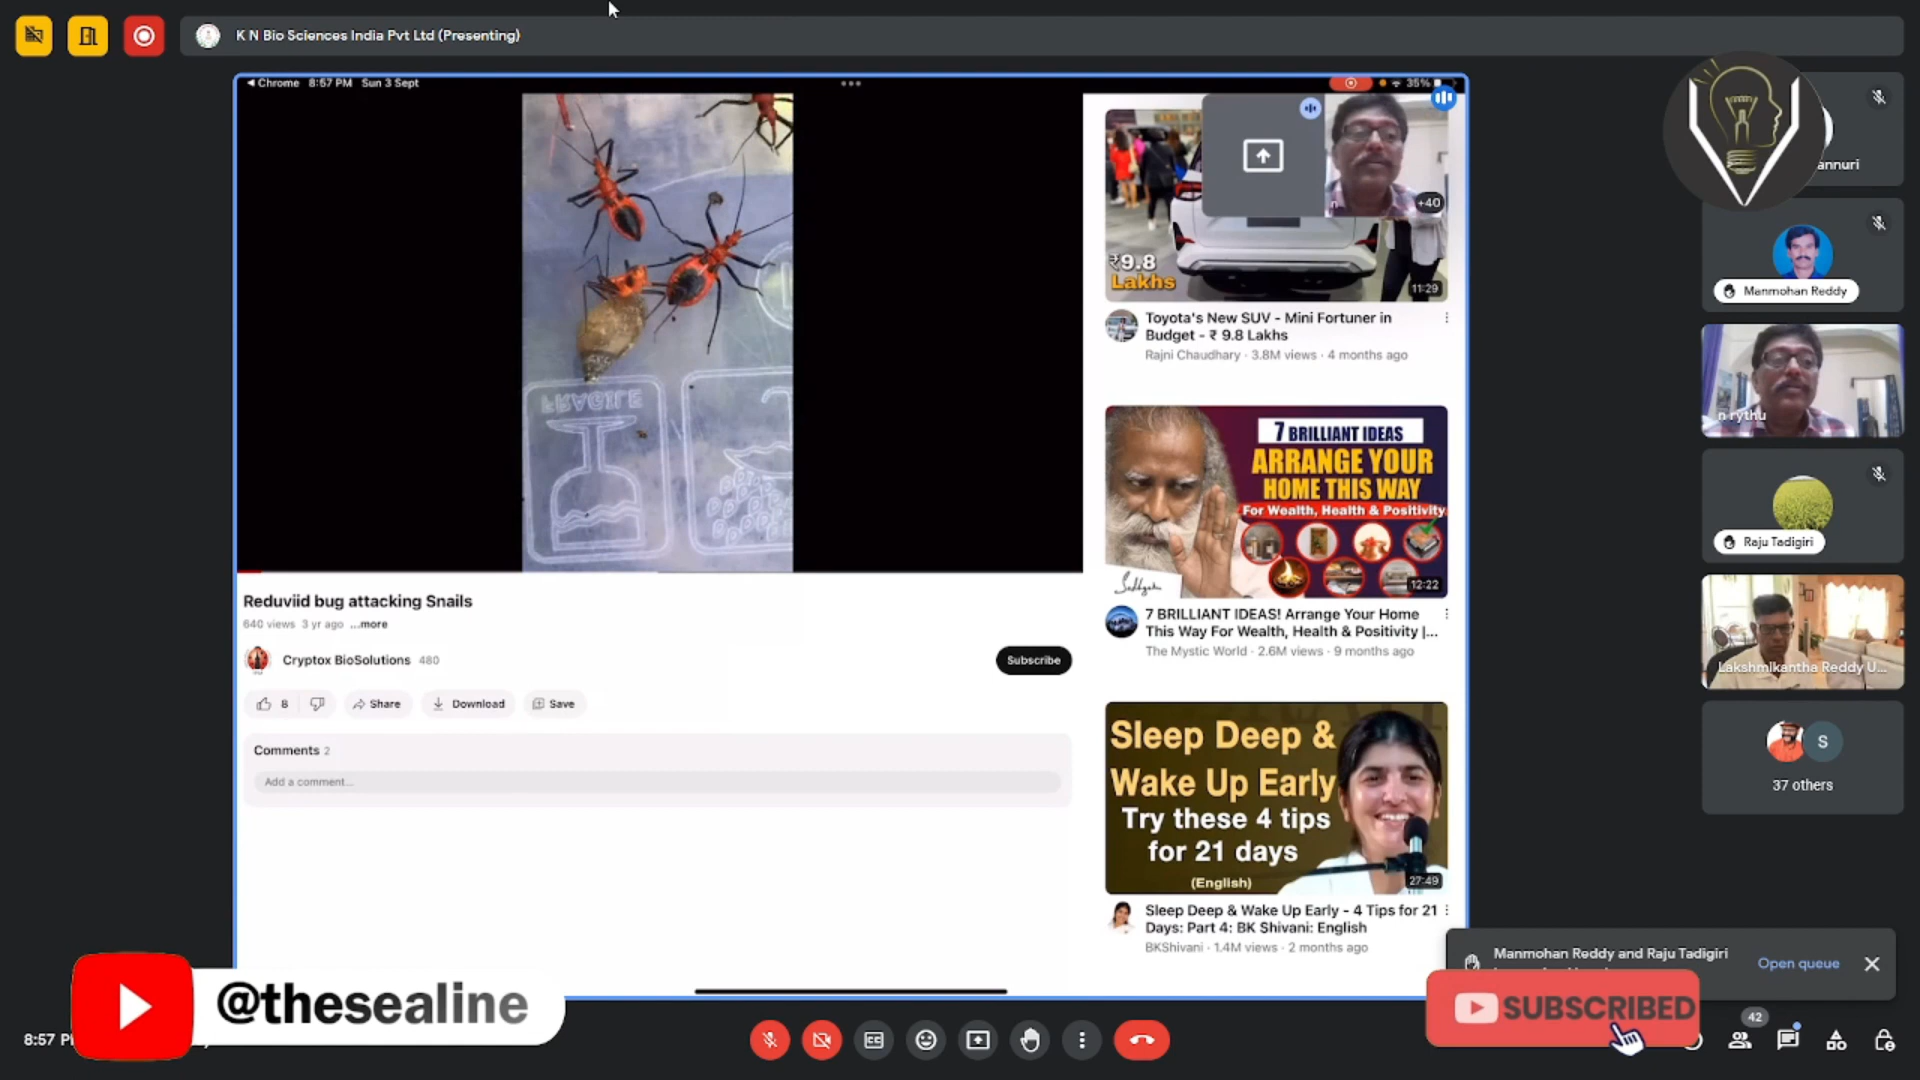 K N Bio Sciences India Pvt Ltd (Presenting)
Chrome 8:57 PM Sun 3 Sept
35%
FRAGILE
₹9.8
Lakhs
+40
11:29
Toyota's New SUV - Mini Fortuner in
Budget - ₹ 9.8 Lakhs
Rajni Chaudhary · 3.8M views · 4 months ago
7 BRILLIANT IDEAS
ARRANGE YOUR
HOME THIS WAY
For Wealth, Health & Positivity
Sadhguru
12:22
7 BRILLIANT IDEAS! Arrange Your Home
This Way For Wealth, Health & Positivity |...
The Mystic World · 2.6M views · 9 months ago
Sleep Deep &
Wake Up Early
Try these 4 tips
for 21 days
(English)
27:49
Sleep Deep & Wake Up Early - 4 Tips for 21
Days: Part 4: BK Shivani: English
BKShivani · 1.4M views · 2 months ago
Reduviid bug attacking Snails
640 views 3 yr ago ...more
Cryptox BioSolutions 480
Subscribe
8
Share
Download
Save
Comments 2
Add a comment...
annuri
Manmohan Reddy
n rythu
Raju Tadigiri
Lakshmikantha Reddy U...
S
37 others
Manmohan Reddy and Raju Tadigiri
Open queue
@thesealine
SUBSCRIBED
8:57
CC
42